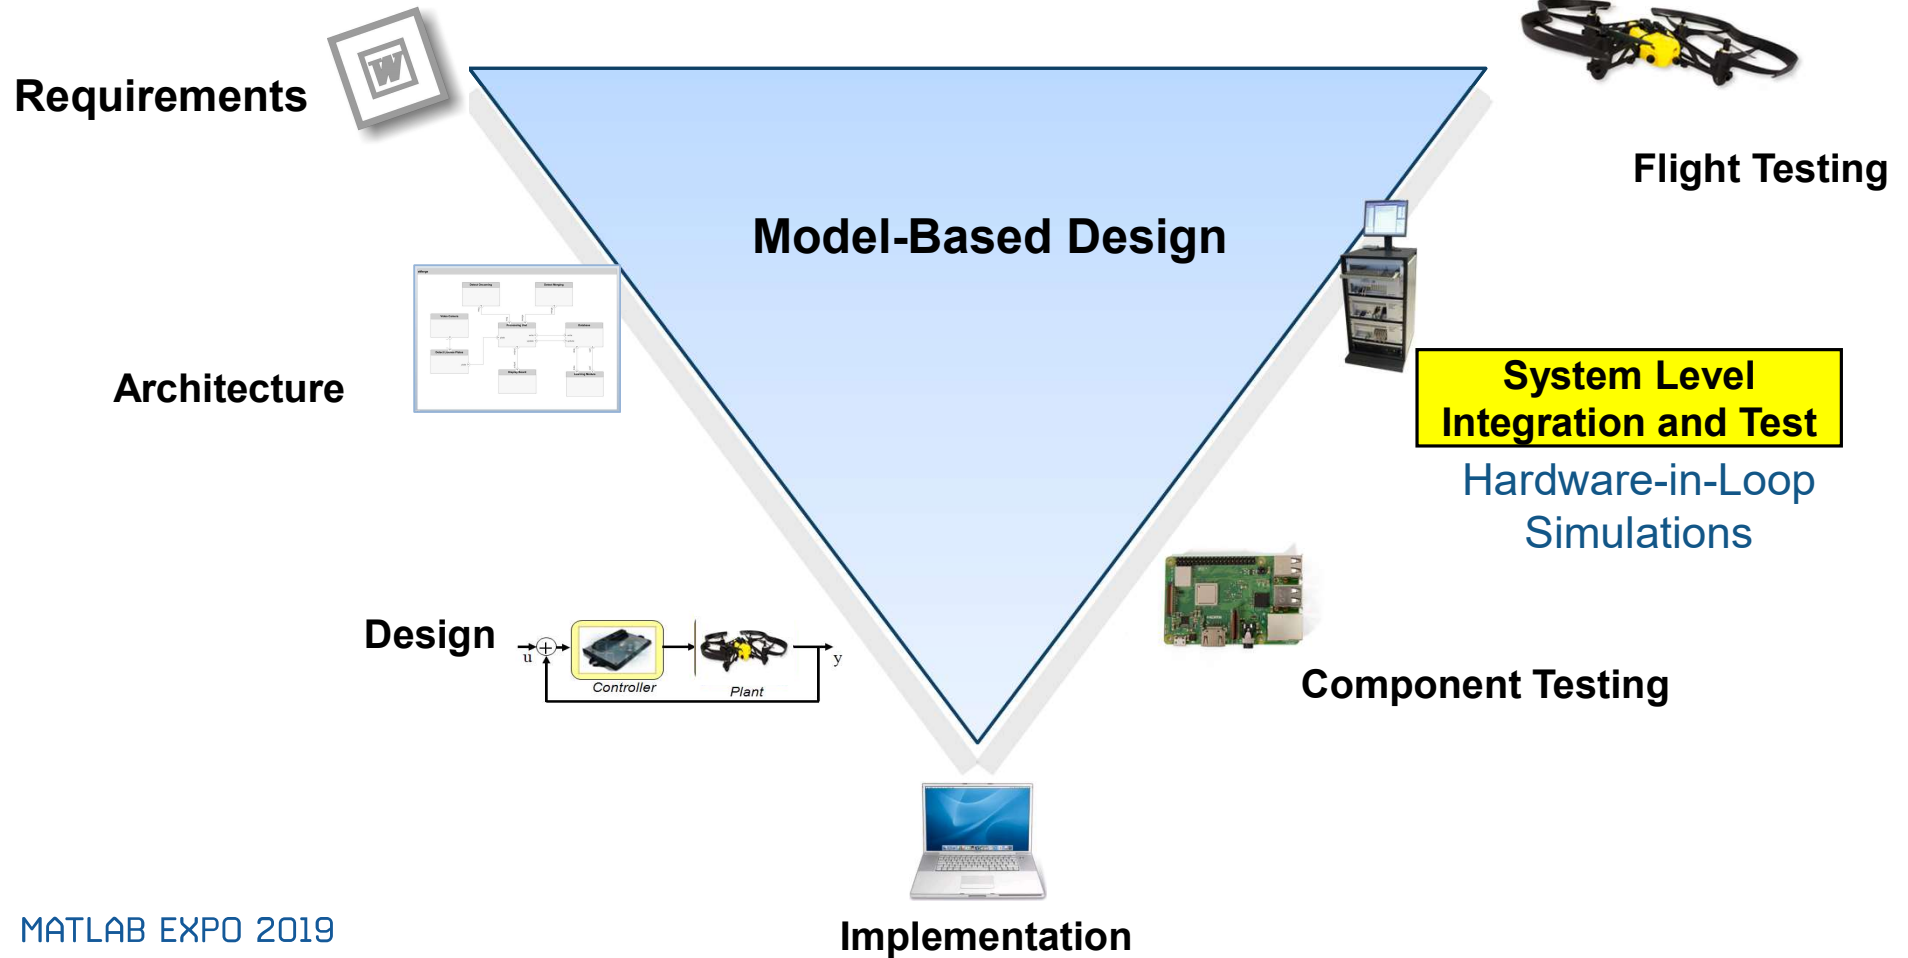 Requirements
W
Model-Based Design
Flight Testing
Architecture
System Level
Integration and Test
Hardware-in-Loop
Simulations
Design
u
Controller
Plant
y
Component Testing
Implementation
MATLAB EXPO 2019